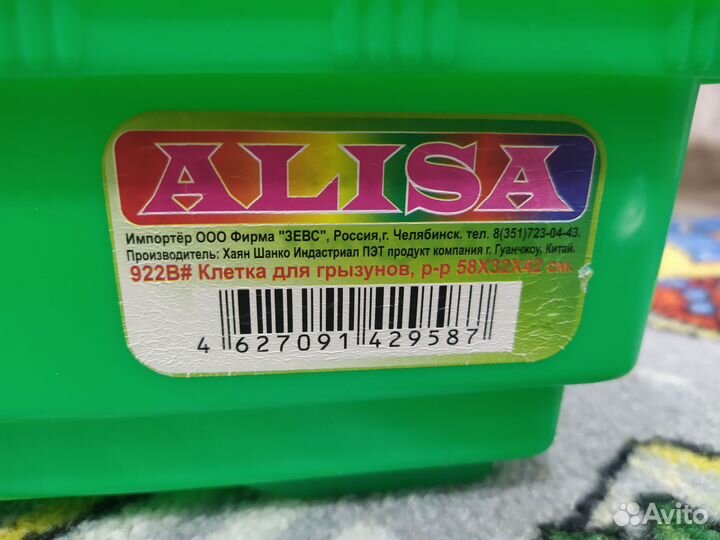 ALISA
Импортёр ООО Фирма "ЗЕВС", Россия,г. Челябинск. тел. 8(351)723-04-43.
Производитель: Хаян Шанко Индастриал ПЭТ продукт компания г. Гуанчжоу, Китай.
922B# Клетка для грызунов, р-р 58X32X42 см.
4 627091 429587
Avito